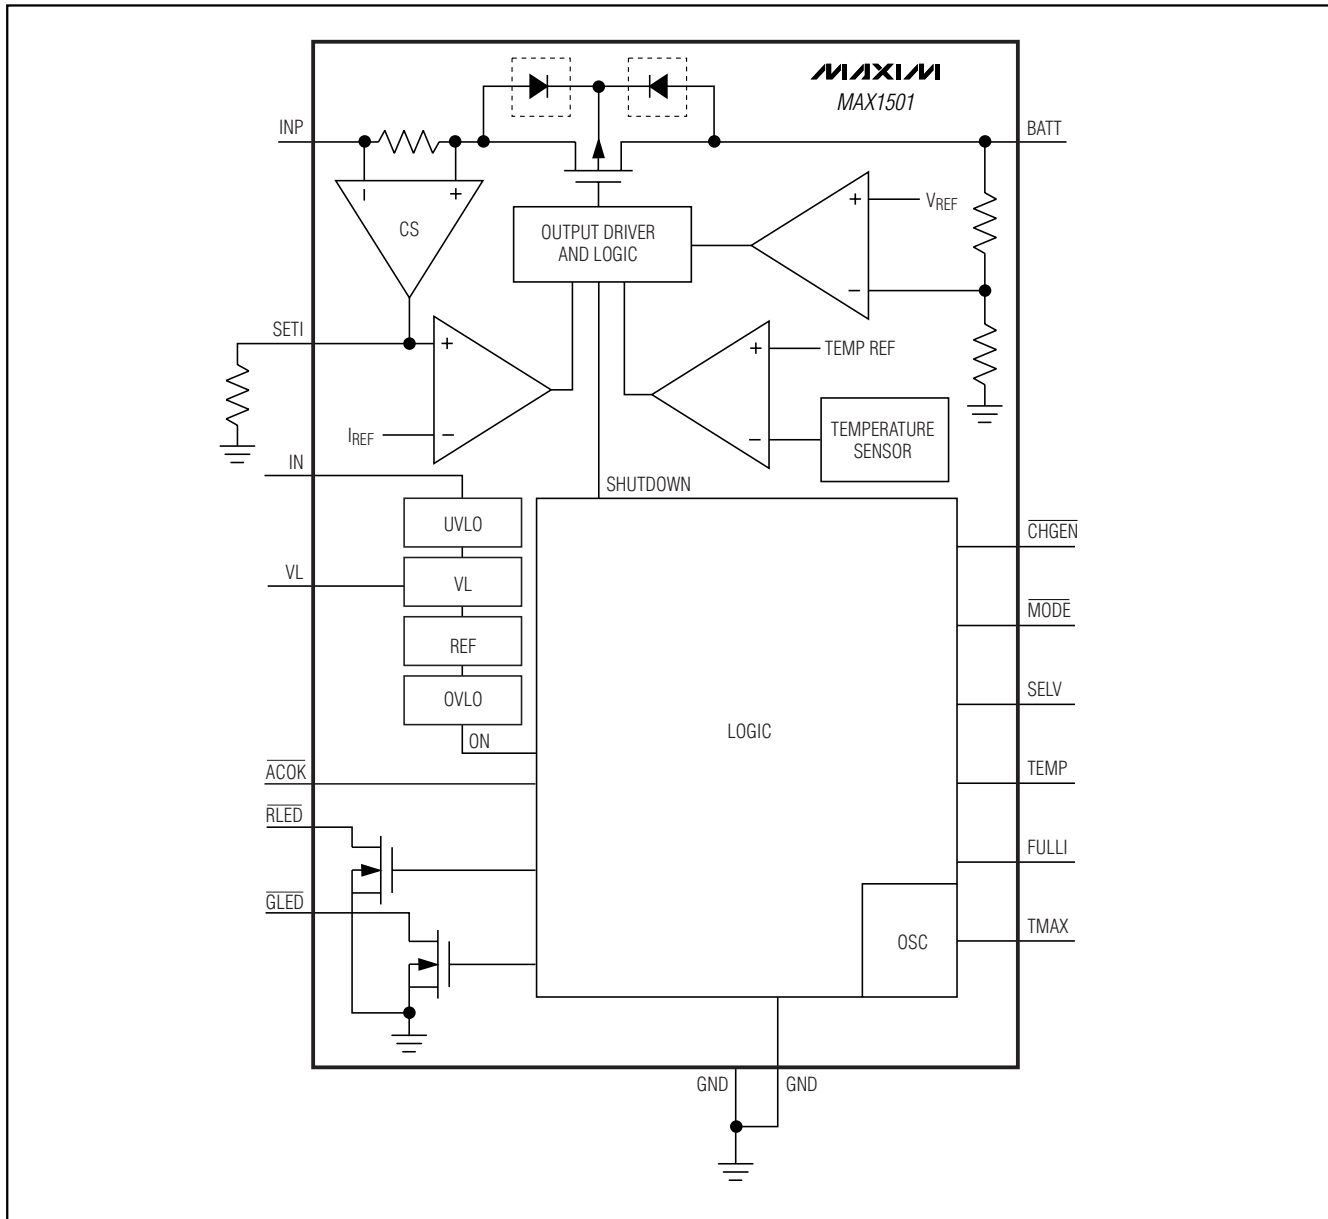 MAXIM
MAX1501
INP
BATT
− +
CS
OUTPUT DRIVER
AND LOGIC
+
VREF
−
SETI
+
IREF
−
+
TEMP REF
−
TEMPERATURE
SENSOR
IN
SHUTDOWN
UVLO
VL
VL
REF
OVLO
ON
LOGIC
CHGEN
MODE
SELV
TEMP
FULLI
TMAX
OSC
ACOK
RLED
GLED
GND
GND